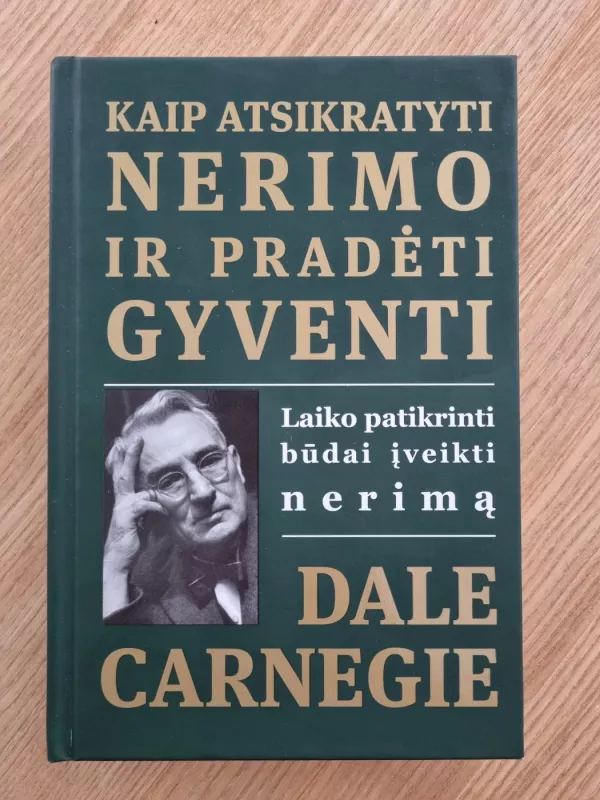 KAIP ATSIKRATYTI
NERIMO
IR PRADĖTI
GYVENTI
Laiko patikrinti
būdai įveikti
nerimą
DALE
CARNEGIE